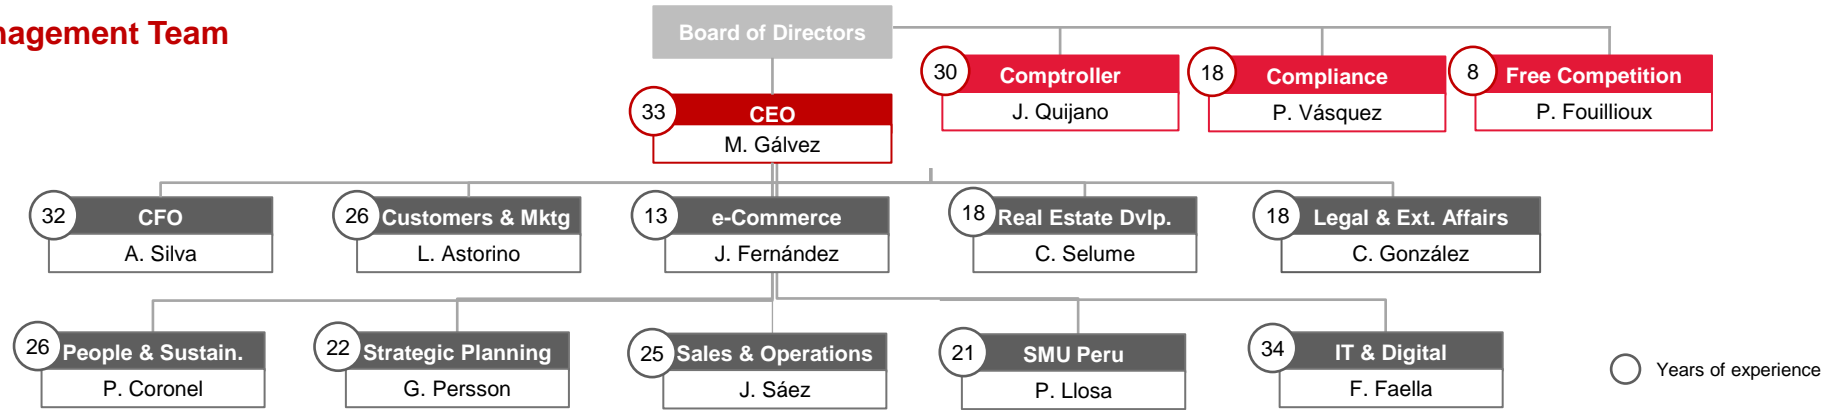 nagement Team
Board of Directors
30 Comptroller
J. Quijano
18 Compliance
P. Vásquez
8 Free Competition
P. Fouillioux
33 CEO
M. Gálvez
32 CFO
A. Silva
26 Customers & Mktg
L. Astorino
13 e-Commerce
J. Fernández
18 Real Estate Dvlp.
C. Selume
18 Legal & Ext. Affairs
C. González
26 People & Sustain.
P. Coronel
22 Strategic Planning
G. Persson
25 Sales & Operations
J. Sáez
21 SMU Peru
P. Llosa
34 IT & Digital
F. Faella
Years of experience